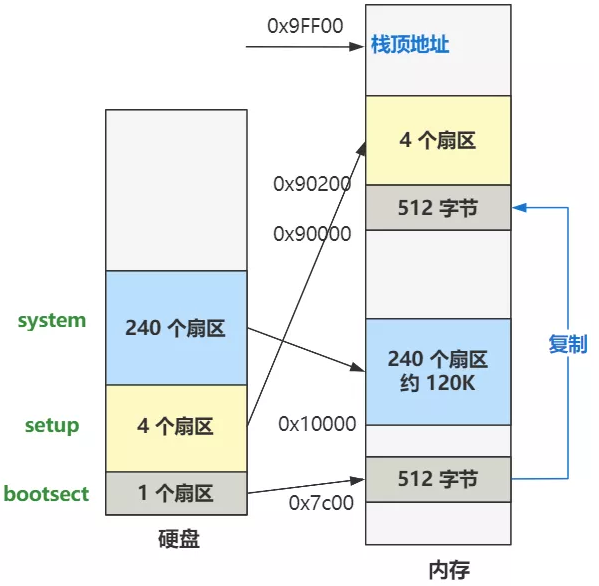 0x9FF00
栈顶地址
4 个扇区
0x90200
512 字节
0x90000
system
240 个扇区
240 个扇区
约 120K
复制
setup
4 个扇区
0x10000
bootsect
1 个扇区
512 字节
0x7c00
硬盘
内存